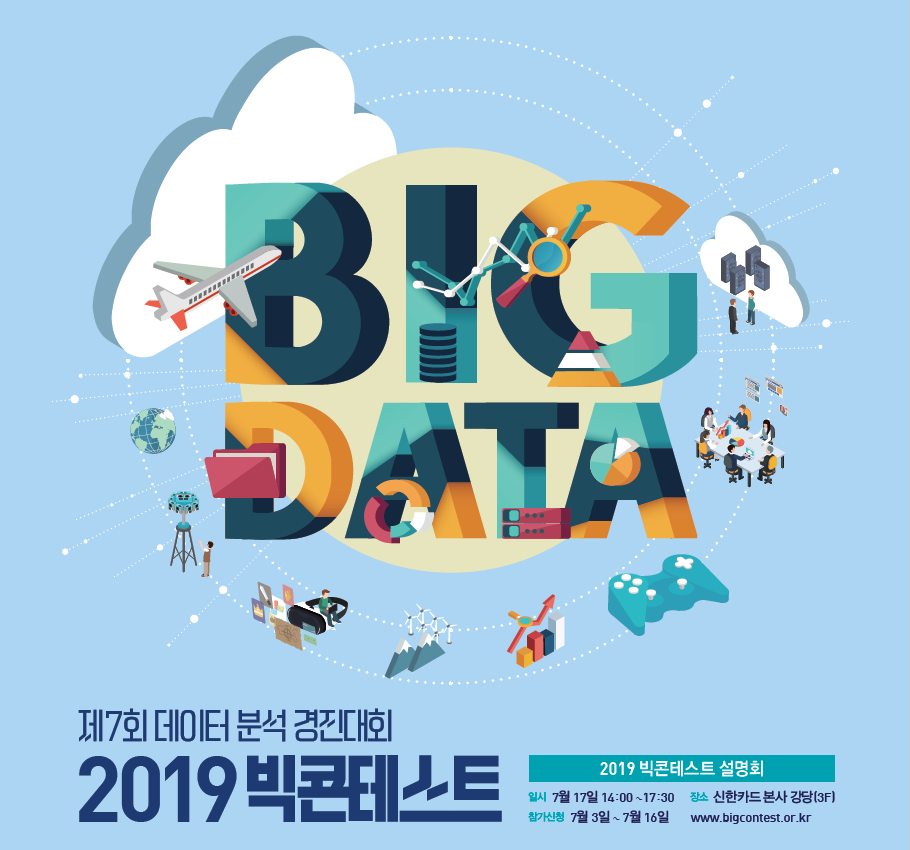 BIG
DATA
제7회 데이터 분석 경진대회
2019 빅콘테스트
2019 빅콘테스트 설명회
일시 7월 17일 14:00 ~17:30 장소 신한카드 본사 강당(3F)
참가신청 7월 3일 ~ 7월 16일 www.bigcontest.or.kr